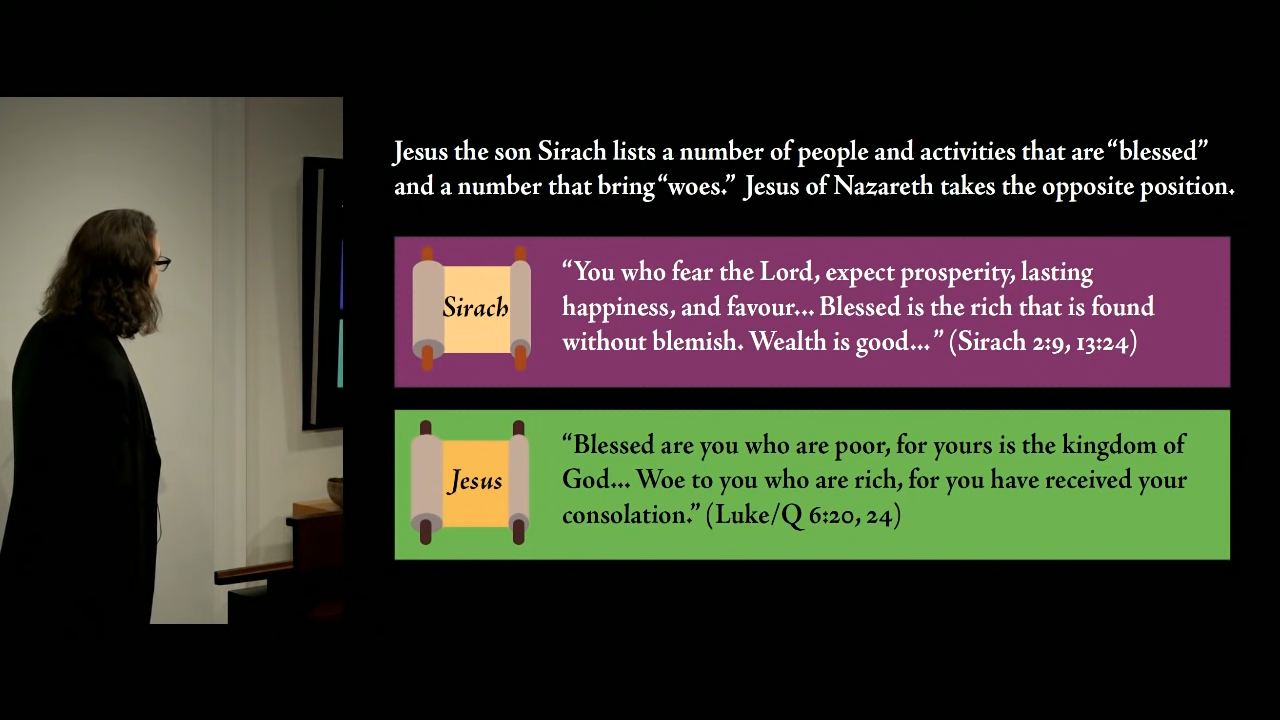 Jesus the son Sirach lists a number of people and activities that are “blessed”
and a number that bring “woes.” Jesus of Nazareth takes the opposite position.
Sirach
“You who fear the Lord, expect prosperity, lasting
happiness, and favour... Blessed is the rich that is found
without blemish. Wealth is good...” (Sirach 2:9, 13:24)
Jesus
“Blessed are you who are poor, for yours is the kingdom of
God... Woe to you who are rich, for you have received your
consolation.” (Luke/Q 6:20, 24)